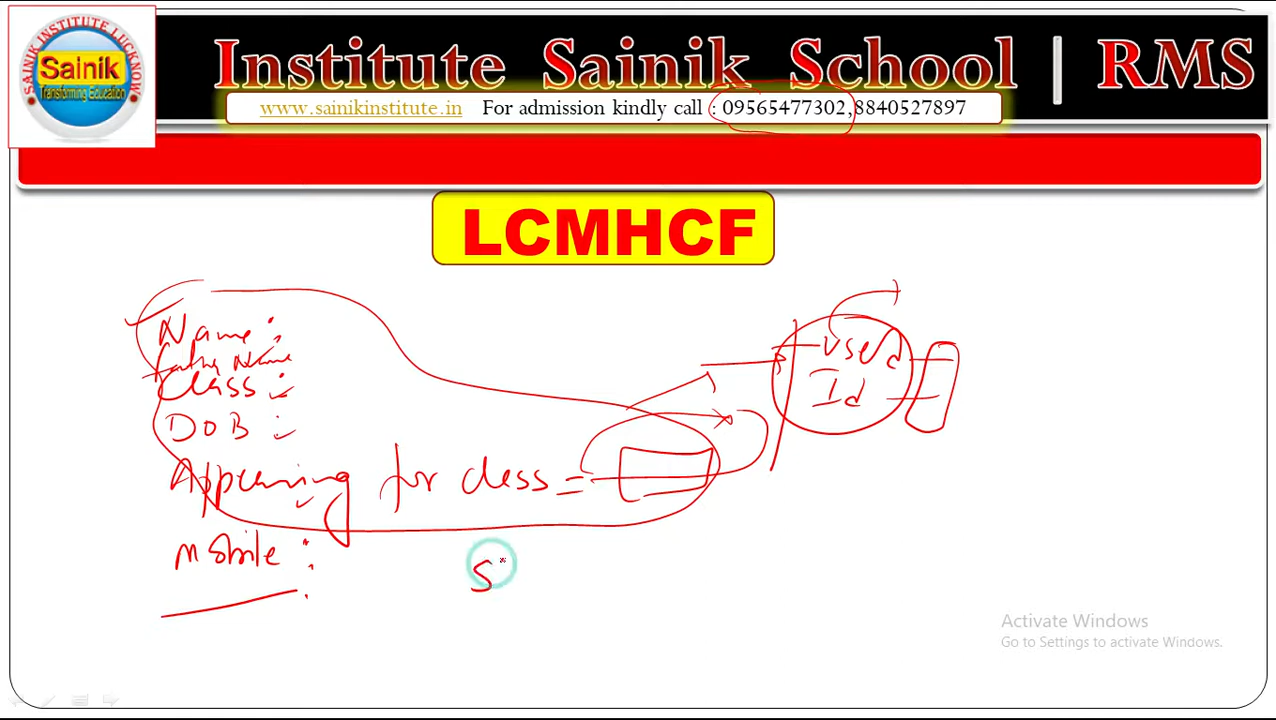 SAINIK INSTITUTE LUCKNOW
Sainik
Transforming Education
Institute Sainik School | RMS
www.sainikinstitute.in For admission kindly call : 09565477302,8840527897
LCMHCF
Name :
Father Name
Class :
DOB :
Appearing for class =
Mobile :
User
Id
S
Activate Windows
Go to Settings to activate Windows.